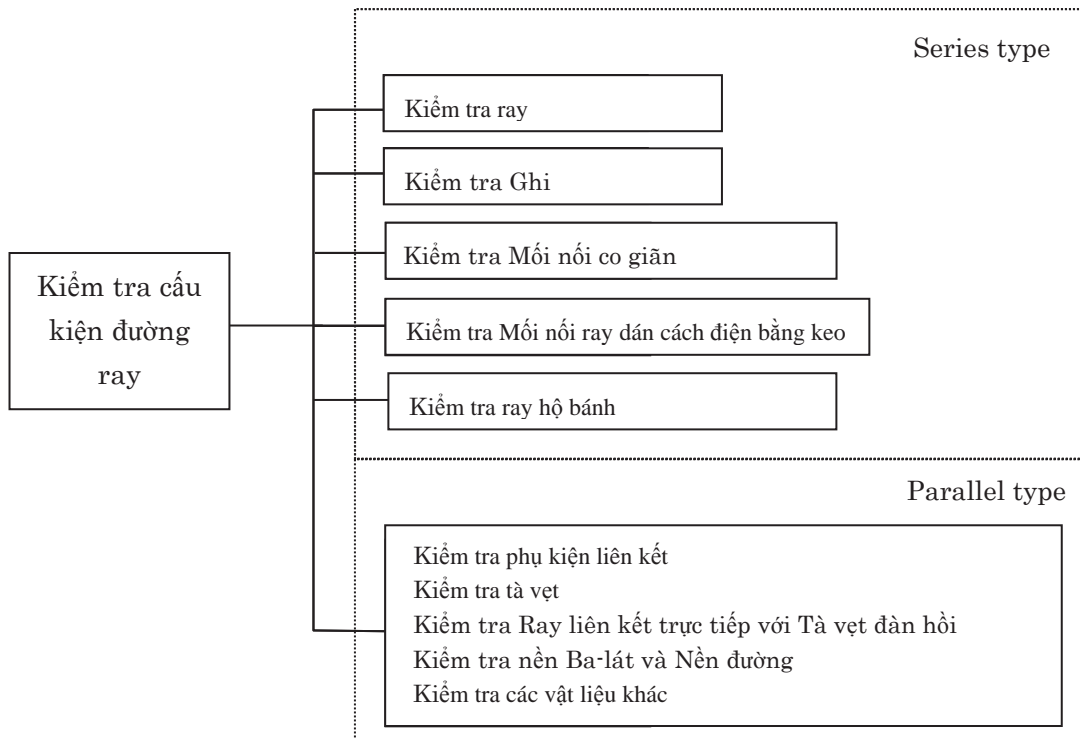 Series type
Kiểm tra ray
Kiểm tra Ghi
Kiểm tra Mối nối co giãn
Kiểm tra cấu
kiện đường
ray
Kiểm tra Mối nối ray dán cách điện bằng keo
Kiểm tra ray hộ bánh
Parallel type
Kiểm tra phụ kiện liên kết
Kiểm tra tà vẹt
Kiểm tra Ray liên kết trực tiếp với Tà vẹt đàn hồi
Kiểm tra nền Ba-lát và Nền đường
Kiểm tra các vật liệu khác